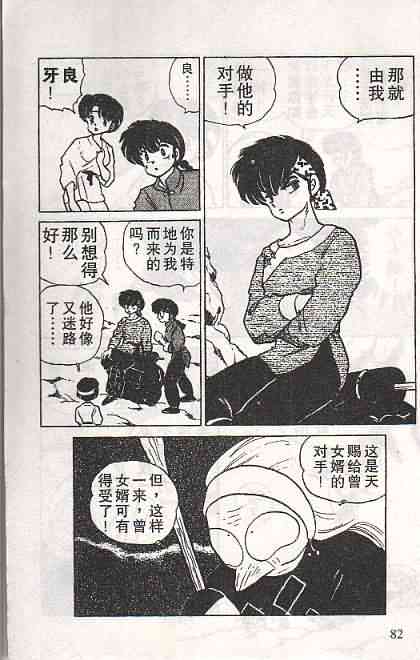 那就
由我
……
做他的
对手！
良……
良
牙！
你是特
地为我
而来的
吗？
别想得
那么
好！
他好像
又迷路
了……
这是天
赐给曾
女婿的
对手！
但，这样
一来，曾
女婿可有
得受了！
82